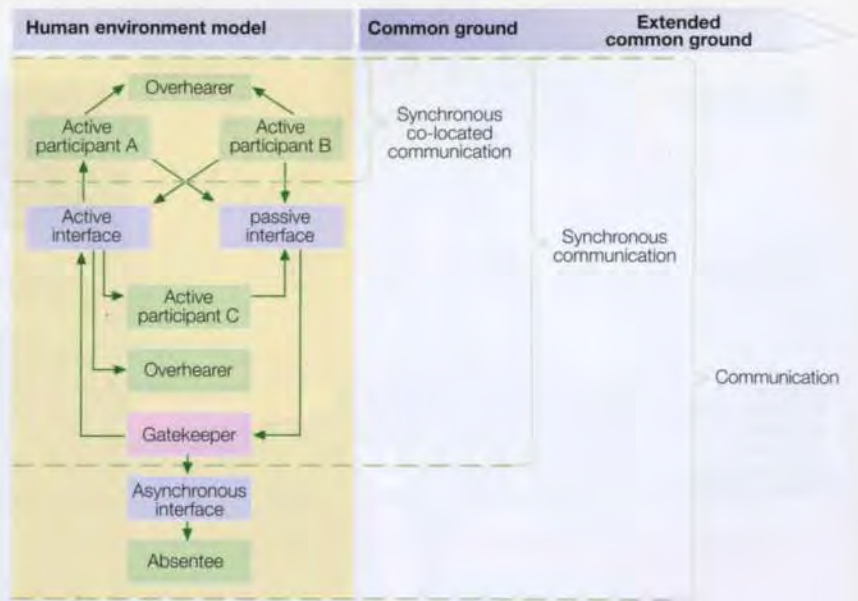 Human environment model
Common ground
Extended
common ground
Overhearer
Active
participant A
Active
participant B
Synchronous
co-located
communication
Active
interface
passive
interface
Synchronous
communication
Active
participant C
Overhearer
Communication
Gatekeeper
Asynchronous
interface
Absentee